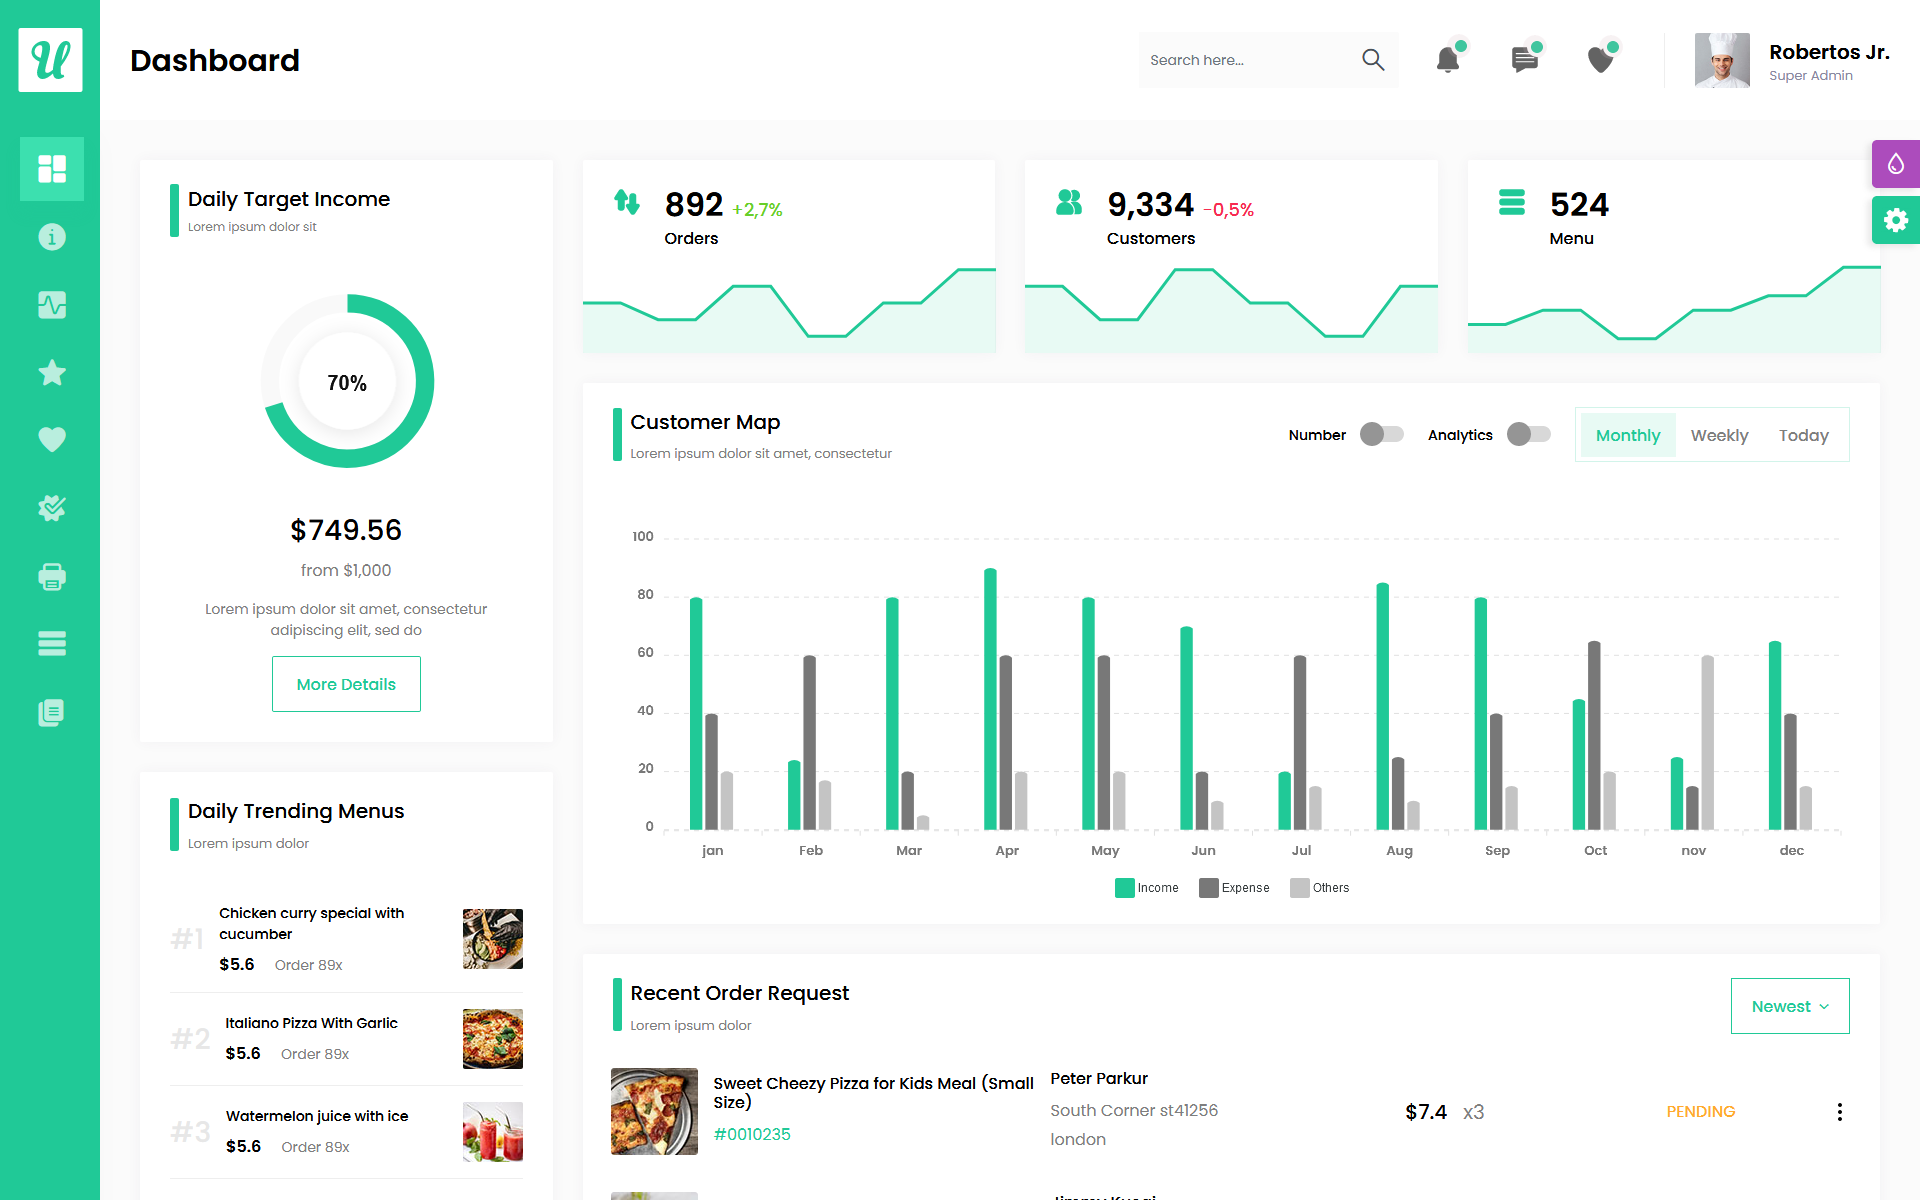 U
Dashboard
Search here...
Robertos Jr.
Super Admin
Daily Target Income
Lorem ipsum dolor sit
70%
$749.56
from $1,000
Lorem ipsum dolor sit amet, consectetur
adipiscing elit, sed do
More Details
892 +2,7%
Orders
9,334 -0,5%
Customers
524
Menu
Customer Map
Lorem ipsum dolor sit amet, consectetur
Number
Analytics
Monthly Weekly Today
100
80
60
40
20
0
jan Feb Mar Apr May Jun Jul Aug Sep Oct nov dec
Income Expense Others
Daily Trending Menus
Lorem ipsum dolor
#1
Chicken curry special with
cucumber
$5.6 Order 89x
#2
Italiano Pizza With Garlic
$5.6 Order 89x
#3
Watermelon juice with ice
$5.6 Order 89x
Recent Order Request
Lorem ipsum dolor
Newest
Sweet Cheezy Pizza for Kids Meal (Small
Size)
#0010235
Peter Parkur
South Corner st41256
london
$7.4 x3
PENDING